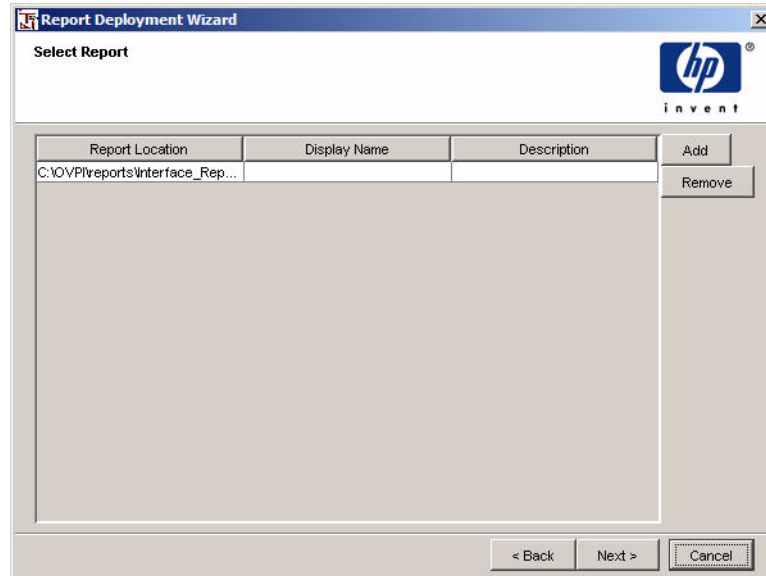 Report Deployment Wizard
Select Report
hp
®
invent
Report Location Display Name Description
C:\OVPI\reports\Interface_Rep...
Add
Remove
< Back Next > Cancel